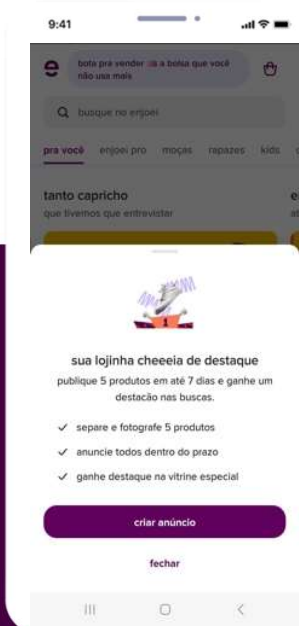 9:41
e
bota pra vender a bolsa que você
não usa mais
busque no enjoei
pra você enjoei pro moças rapazes kids
tanto capricho
que tivemos que entrevistar
1
sua lojinha cheeeia de destaque
publique 5 produtos em até 7 dias e ganhe um
destacão nas buscas.
separe e fotografe 5 produtos
anuncie todos dentro do prazo
ganhe destaque na vitrine especial
criar anúncio
fechar